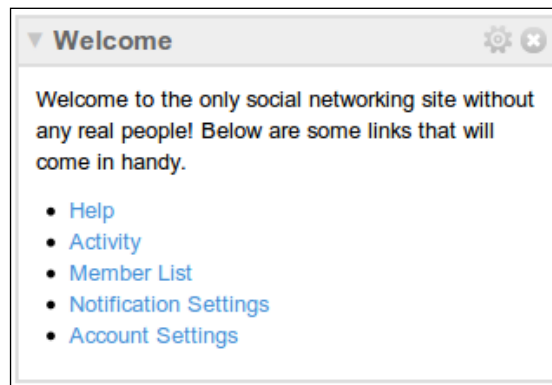 Welcome
Welcome to the only social networking site without
any real people! Below are some links that will
come in handy.
Help
Activity
Member List
Notification Settings
Account Settings